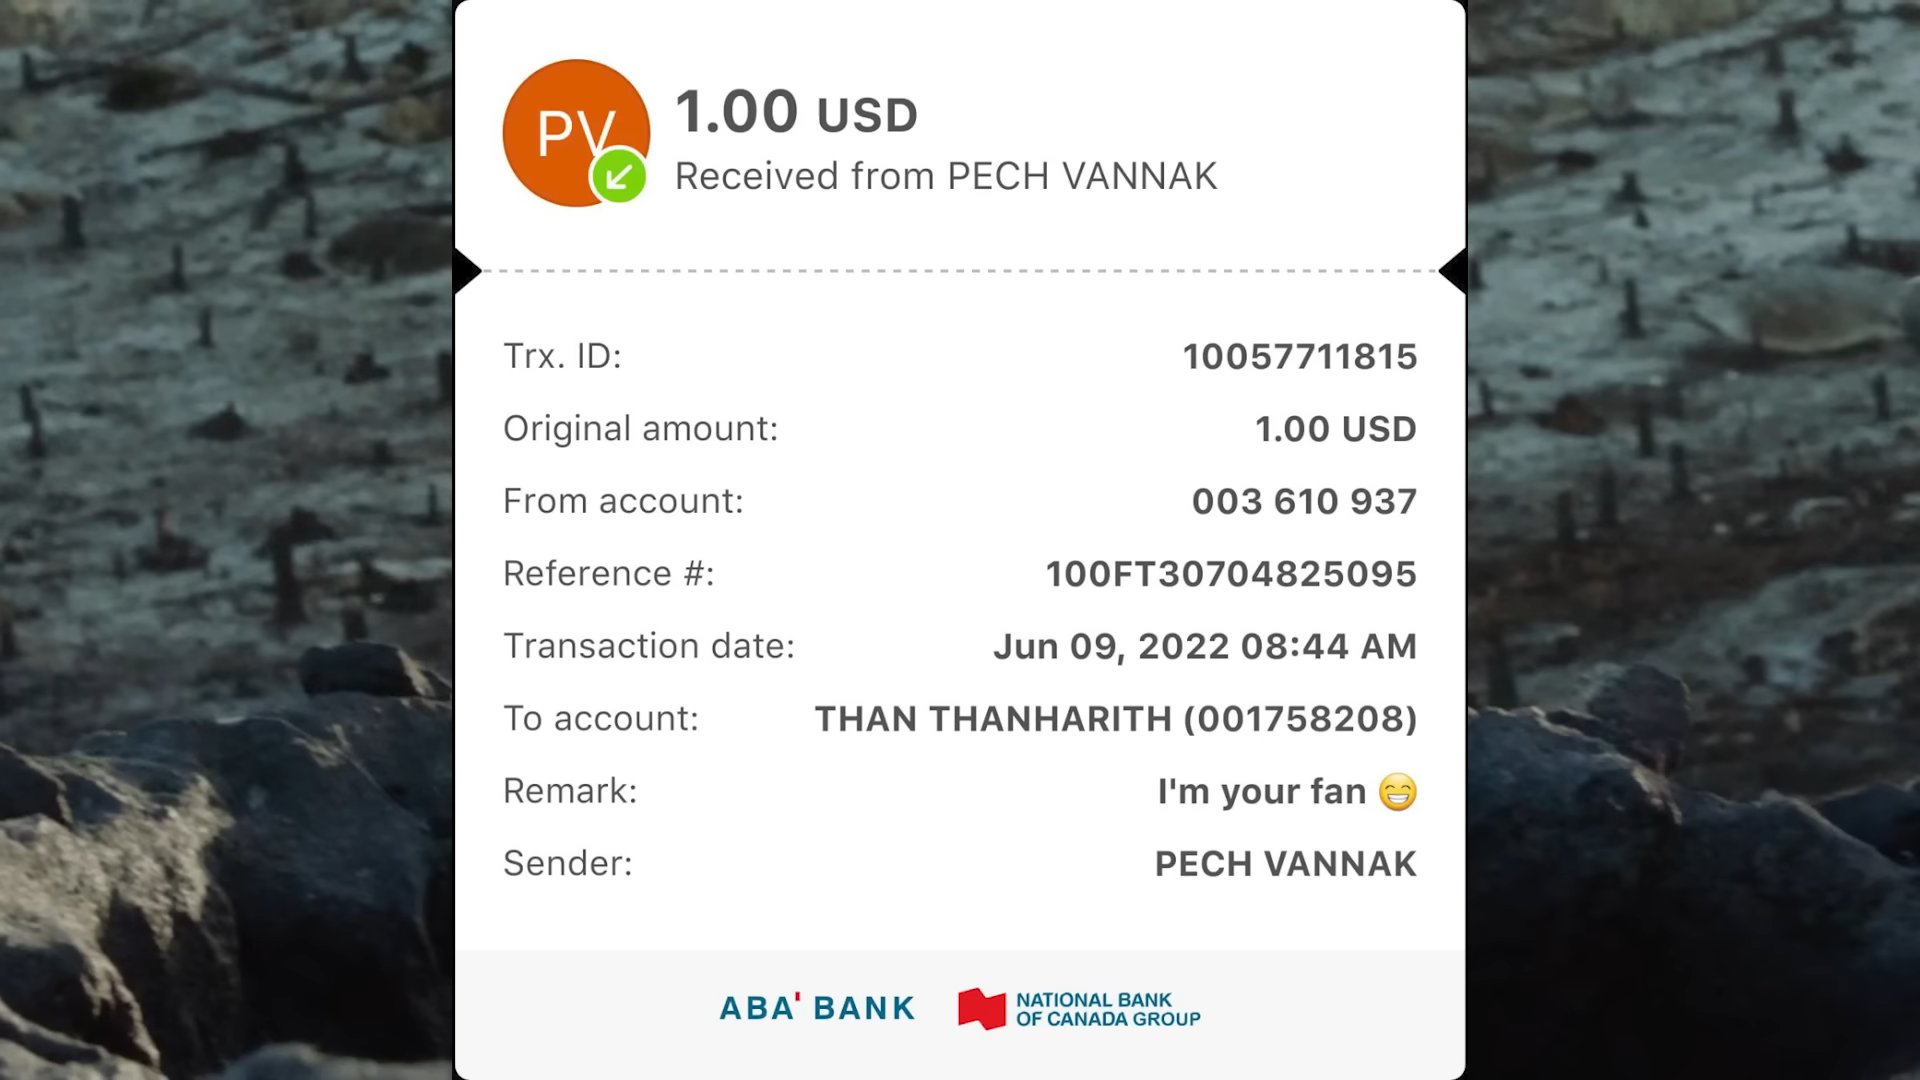 PV
1.00 USD
Received from PECH VANNAK
Trx. ID: 10057711815
Original amount: 1.00 USD
From account: 003 610 937
Reference #: 100FT30704825095
Transaction date: Jun 09, 2022 08:44 AM
To account: THAN THANHARITH (001758208)
Remark: I'm your fan 😁
Sender: PECH VANNAK
ABA' BANK
NATIONAL BANK
OF CANADA GROUP